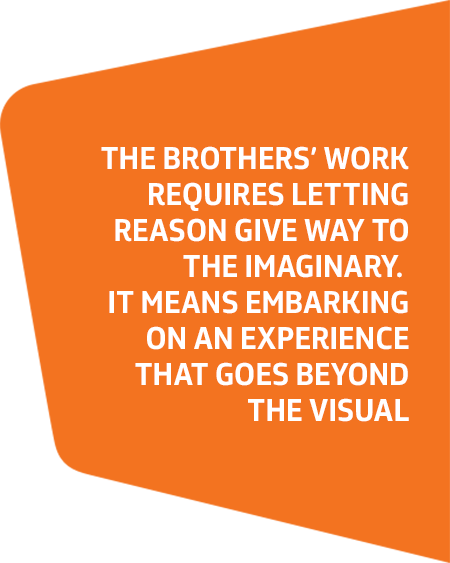 THE BROTHERS’ WORK
REQUIRES LETTING
REASON GIVE WAY TO
THE IMAGINARY.
IT MEANS EMBARKING
ON AN EXPERIENCE
THAT GOES BEYOND
THE VISUAL